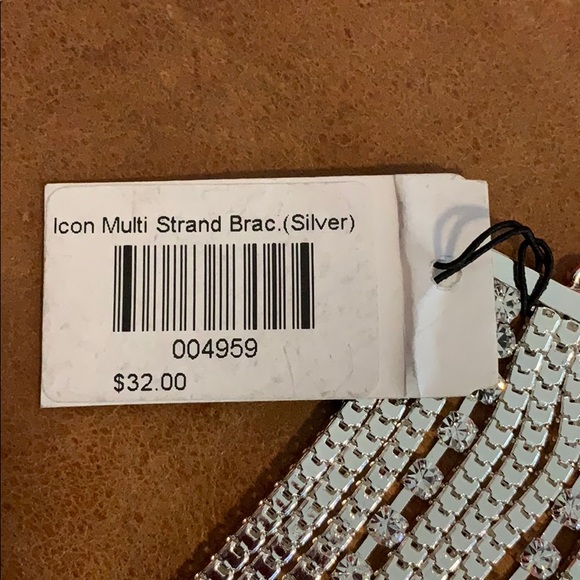 Icon Multi Strand Brac.(Silver)
004959
$32.00